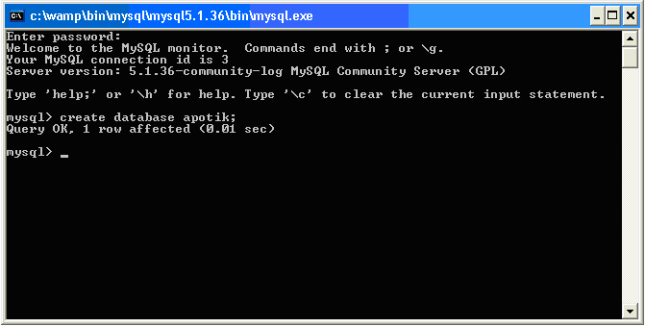 c:\wamp\bin\mysql\mysql5.1.36\bin\mysql.exe
Enter password:
Welcome to the MySQL monitor.  Commands end with ; or \g.
Your MySQL connection id is 3
Server version: 5.1.36-community-log MySQL Community Server (GPL)
Type 'help;' or '\h' for help. Type '\c' to clear the current input statement.
mysql> create database apotik;
Query OK, 1 row affected (0.01 sec)
mysql> _